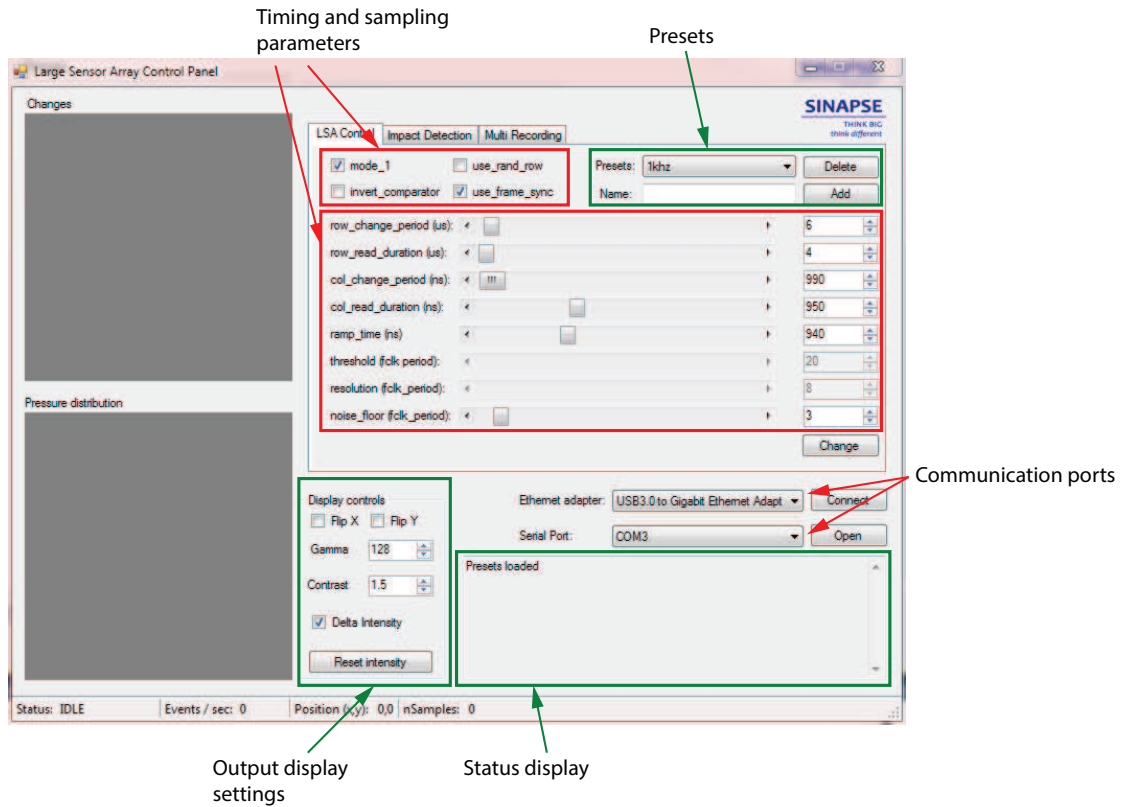 Timing and sampling
parameters
Presets
Large Sensor Array Control Panel
Changes
SINAPSE
THINK BIG
think different
LSA Control
Impact Detection
Multi Recording
mode_1
use_rand_row
Presets:
1khz
Delete
invert_comparator
use_frame_sync
Name:
Add
row_change_period (us):
6
row_read_duration (us):
4
col_change_period (ns):
990
col_read_duration (ns):
950
ramp_time (ns)
940
threshold (fclk period):
20
resolution (fclk_period):
8
noise_floor (fclk_period):
3
Change
Pressure distribution
Communication ports
Display controls
Flip X
Flip Y
Gamma
128
Contrast
1.5
Delta Intensity
Reset intensity
Ethernet adapter:
USB3.0 to Gigabit Ethernet Adapt
Connect
Serial Port:
COM3
Open
Presets loaded
Status: IDLE
Events / sec: 0
Position (x,y): 0,0
nSamples: 0
Output display
settings
Status display